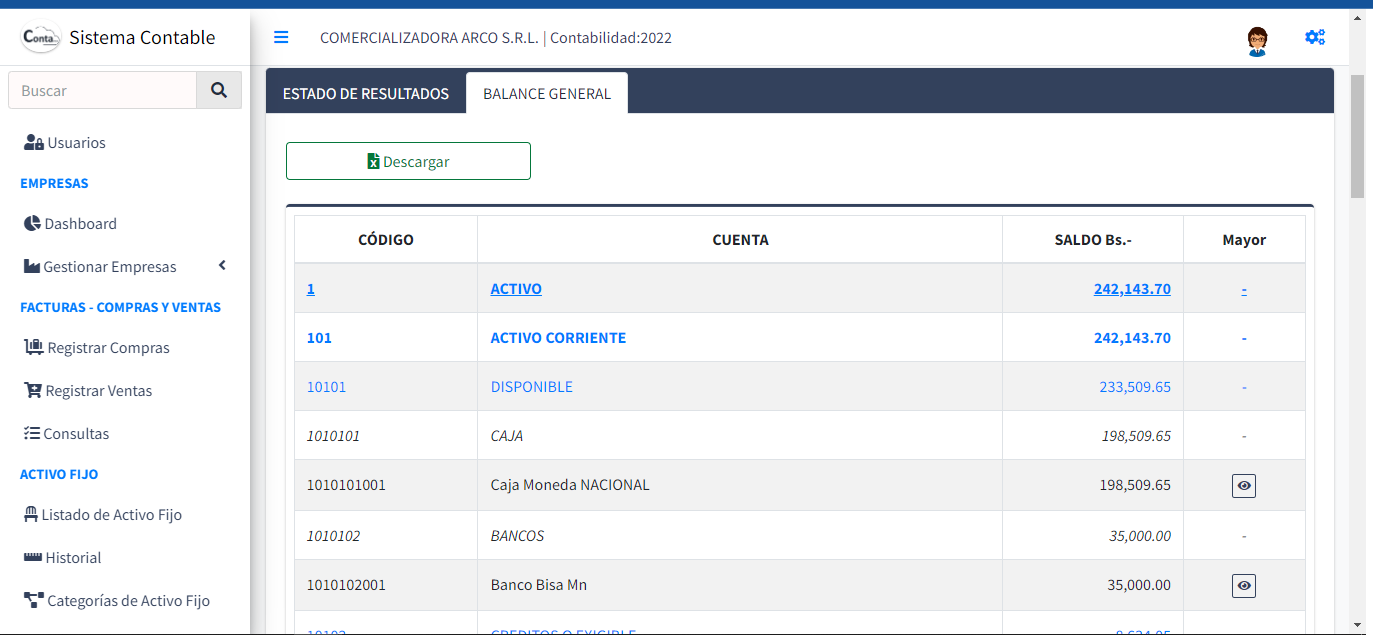 Conta
Sistema Contable
COMERCIALIZADORA ARCO S.R.L. | Contabilidad:2022
Buscar
Usuarios
EMPRESAS
Dashboard
Gestionar Empresas
FACTURAS - COMPRAS Y VENTAS
Registrar Compras
Registrar Ventas
Consultas
ACTIVO FIJO
Listado de Activo Fijo
Historial
Categorías de Activo Fijo
ESTADO DE RESULTADOS BALANCE GENERAL
Descargar
CÓDIGO CUENTA SALDO Bs.- Mayor
1 ACTIVO 242,143.70 -
101 ACTIVO CORRIENTE 242,143.70 -
10101 DISPONIBLE 233,509.65 -
1010101 CAJA 198,509.65 -
1010101001 Caja Moneda NACIONAL 198,509.65
1010102 BANCOS 35,000.00 -
1010102001 Banco Bisa Mn 35,000.00
10102 CREDITOS O EXIGIBLE